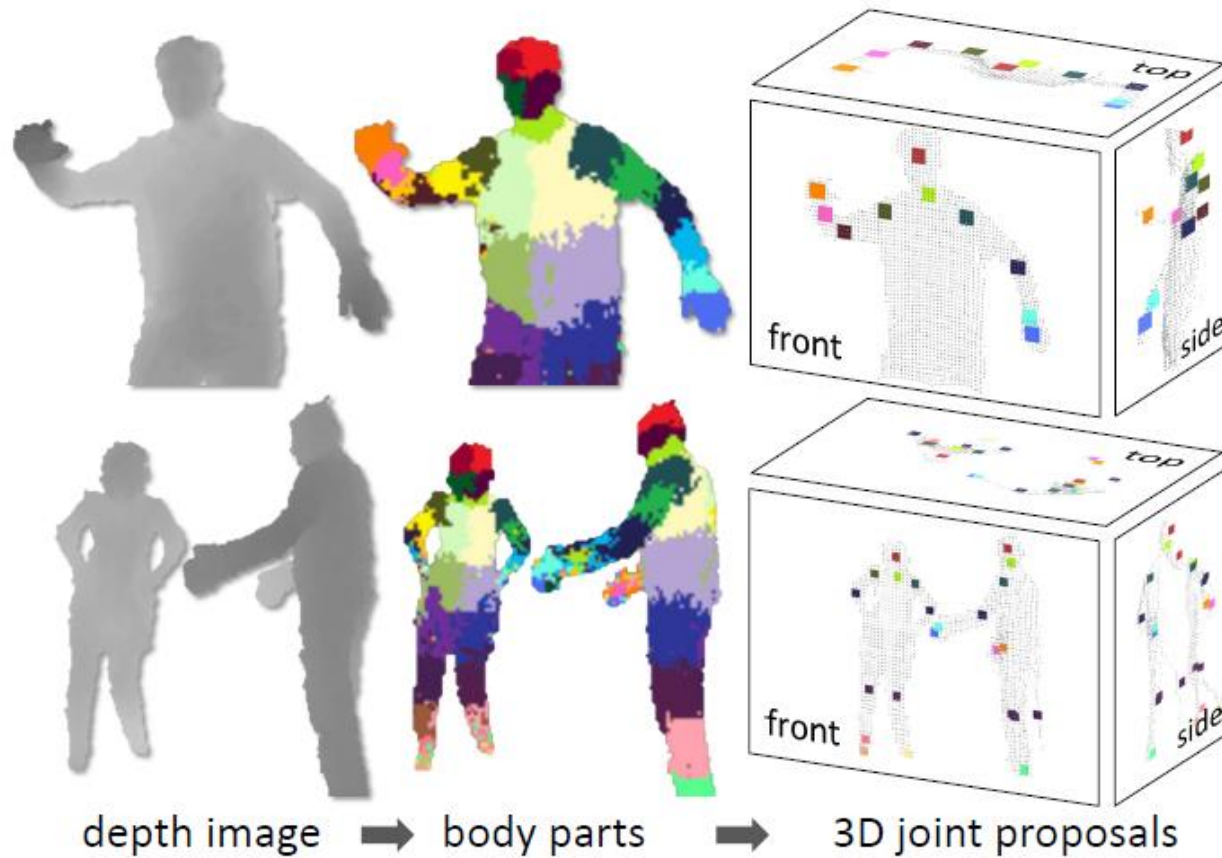 top
front
side
top
front
side
depth image
body parts
3D joint proposals